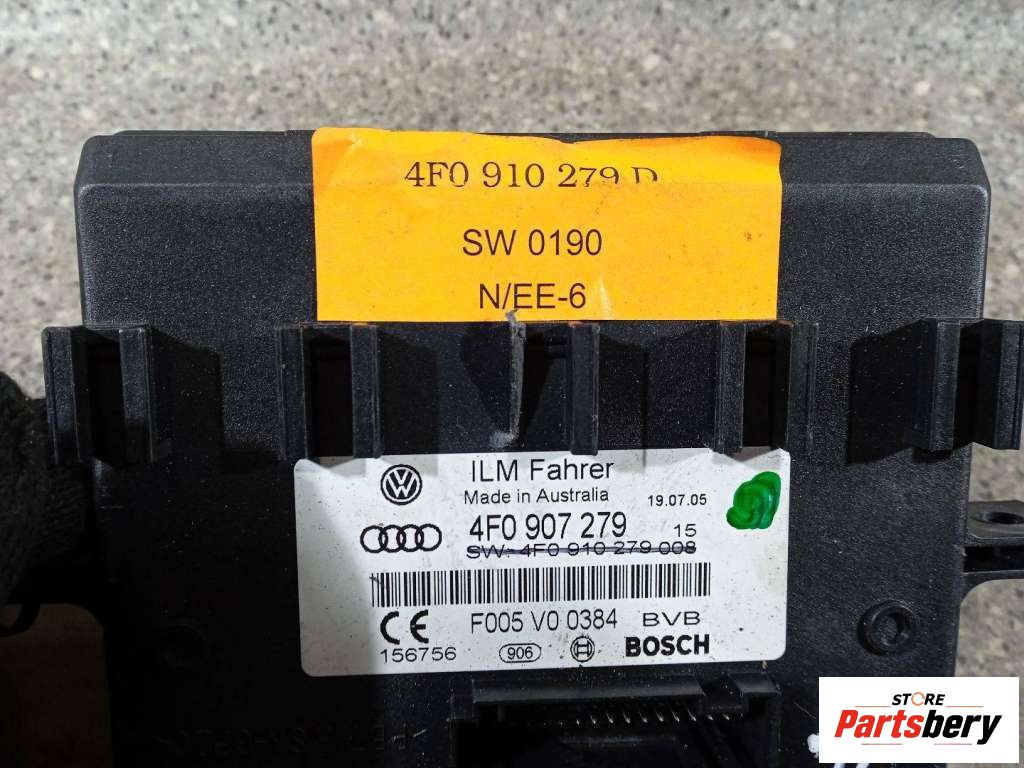 4F0 910 279 D
SW 0190
N/EE-6
ILM Fahrer
Made in Australia
19.07.05
4F0 907 279
15
SW: 4F0 910 279 008
F005 V0 0384 BVB
CE
156756
906
BOSCH
STORE
Partsbery